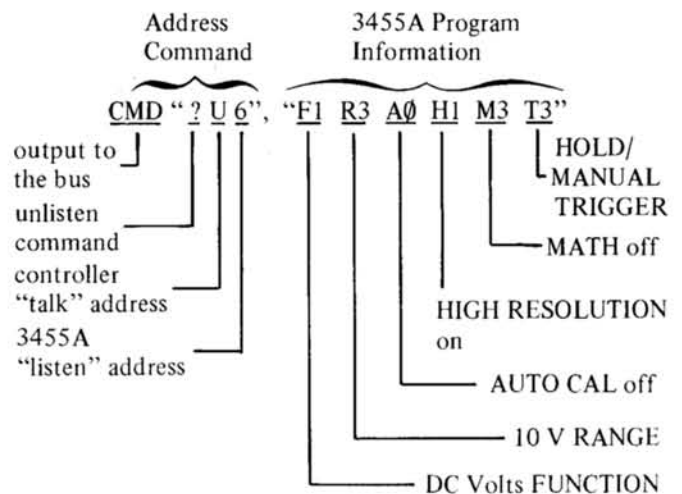 Address Command
3455A Program Information
CMD “? U 6”, “F1 R3 AØ H1 M3 T3”
output to the bus
unlisten command
controller “talk” address
3455A “listen” address
HOLD/ MANUAL TRIGGER
MATH off
HIGH RESOLUTION on
AUTO CAL off
10 V RANGE
DC Volts FUNCTION